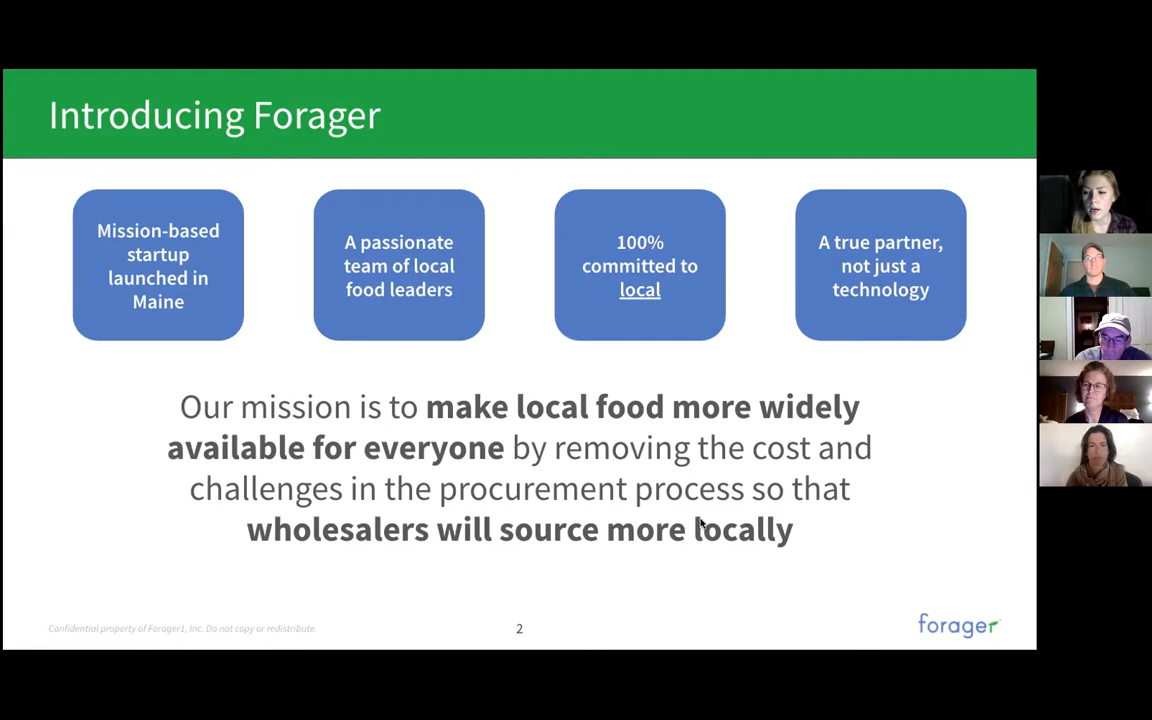 Introducing Forager
Mission-based
startup
launched in
Maine
A passionate
team of local
food leaders
100%
committed to
local
A true partner,
not just a
technology
Our mission is to make local food more widely
available for everyone by removing the cost and
challenges in the procurement process so that
wholesalers will source more locally
Confidential property of Forager1, Inc. Do not copy or redistribute.
2
forager